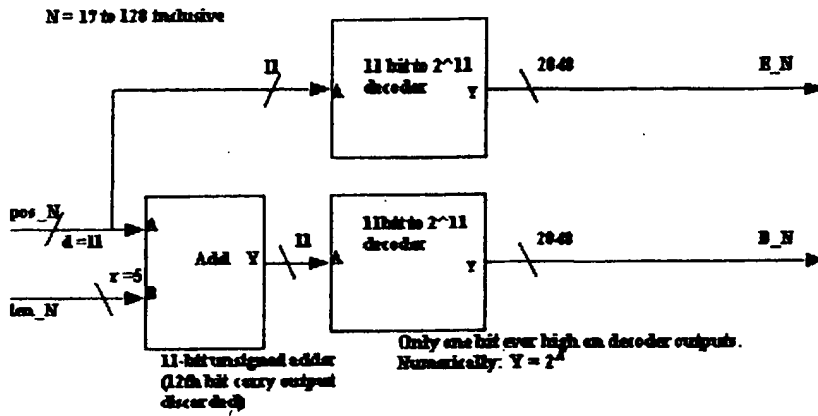 N = 17 to 128 inclusive
11
11 bit to 2^11
decoder
A
Y
2048
E_N
pos_N
d =11
A
Add
Y
r =5
B
len_N
11
11bit to 2^11
decoder
A
Y
2048
B_N
11-bit unsigned adder
(12th bit carry output
discarded)
Only one bit ever high on decoder outputs.
Numerically: Y = 2^A